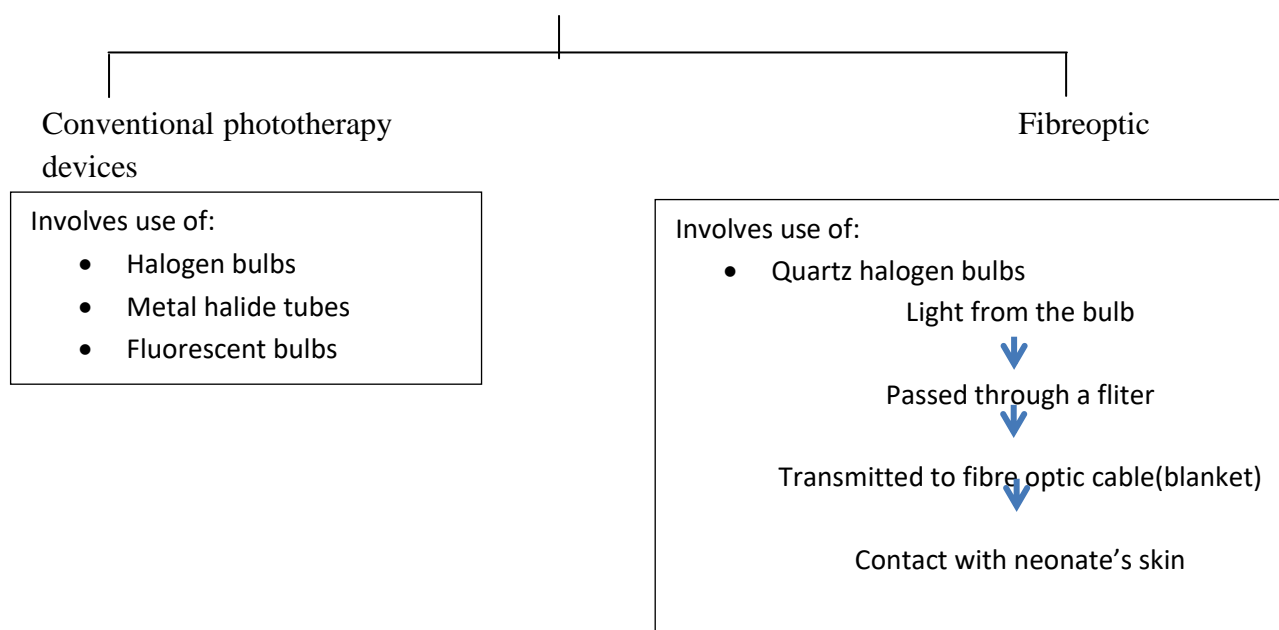 Conventional phototherapy
devices
Involves use of:
• Halogen bulbs
• Metal halide tubes
• Fluorescent bulbs
Fibreoptic
Involves use of:
• Quartz halogen bulbs
Light from the bulb
Passed through a fliter
Transmitted to fibre optic cable(blanket)
Contact with neonate's skin